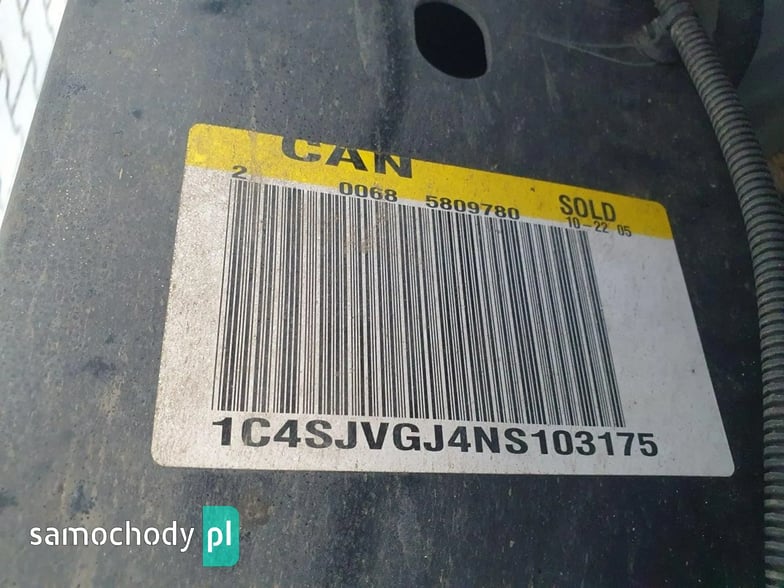 CAN
2 0068 5809780 SOLD
10-22 05
1C4SJVGJ4NS103175
samochody pl